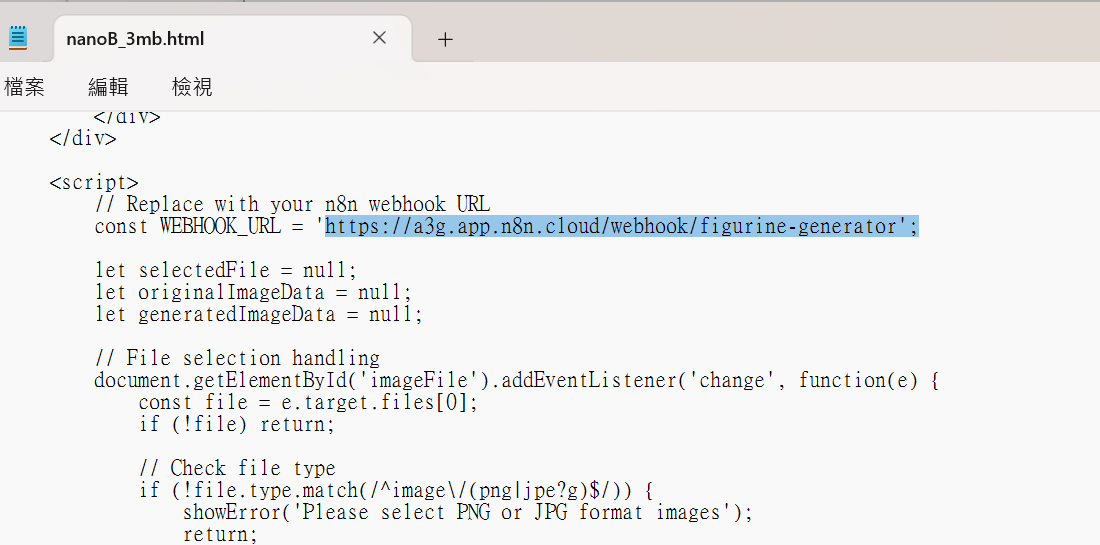 nanoB_3mb.html
檔案 編輯 檢視
</div>
</div>
<script>
// Replace with your n8n webhook URL
const WEBHOOK_URL = 'https://a3g.app.n8n.cloud/webhook/figurine-generator';
let selectedFile = null;
let originalImageData = null;
let generatedImageData = null;
// File selection handling
document.getElementById('imageFile').addEventListener('change', function(e) {
const file = e.target.files[0];
if (!file) return;
// Check file type
if (!file.type.match(/^image\/(png|jpe?g)$/)) {
showError('Please select PNG or JPG format images');
return;